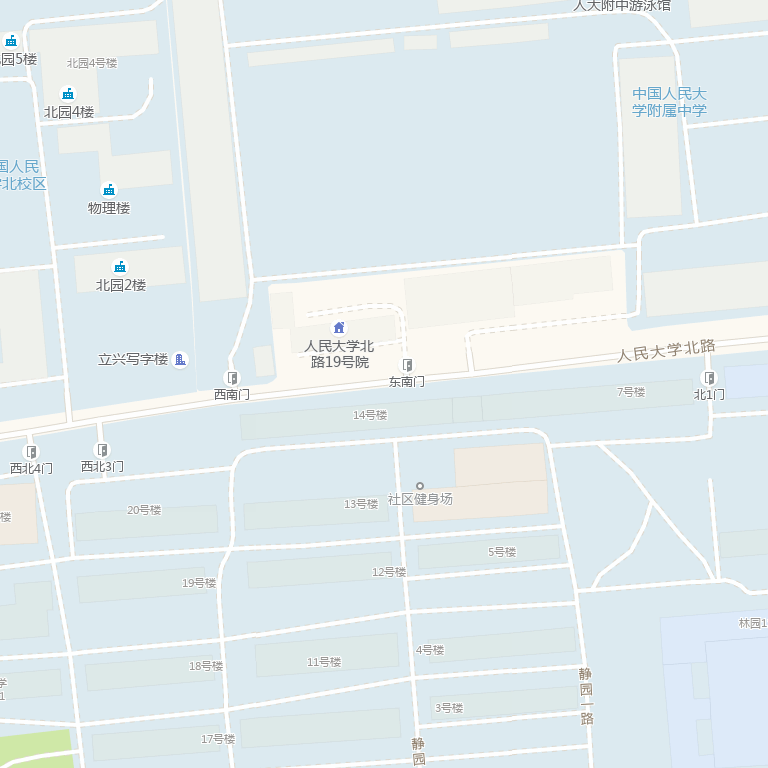 人大附中游泳馆
北园5楼
北园4号楼
北园4楼
中国人民大
学附属中学
国人民
学北校区
物理楼
北园2楼
立兴写字楼
人民大学北
路19号院
人民大学北路
东南门
西南门
北1门
7号楼
14号楼
西北4门
西北3门
社区健身场
13号楼
20号楼
楼
5号楼
12号楼
19号楼
林园1
4号楼
11号楼
18号楼
学
1
静园一路
3号楼
17号楼
静园